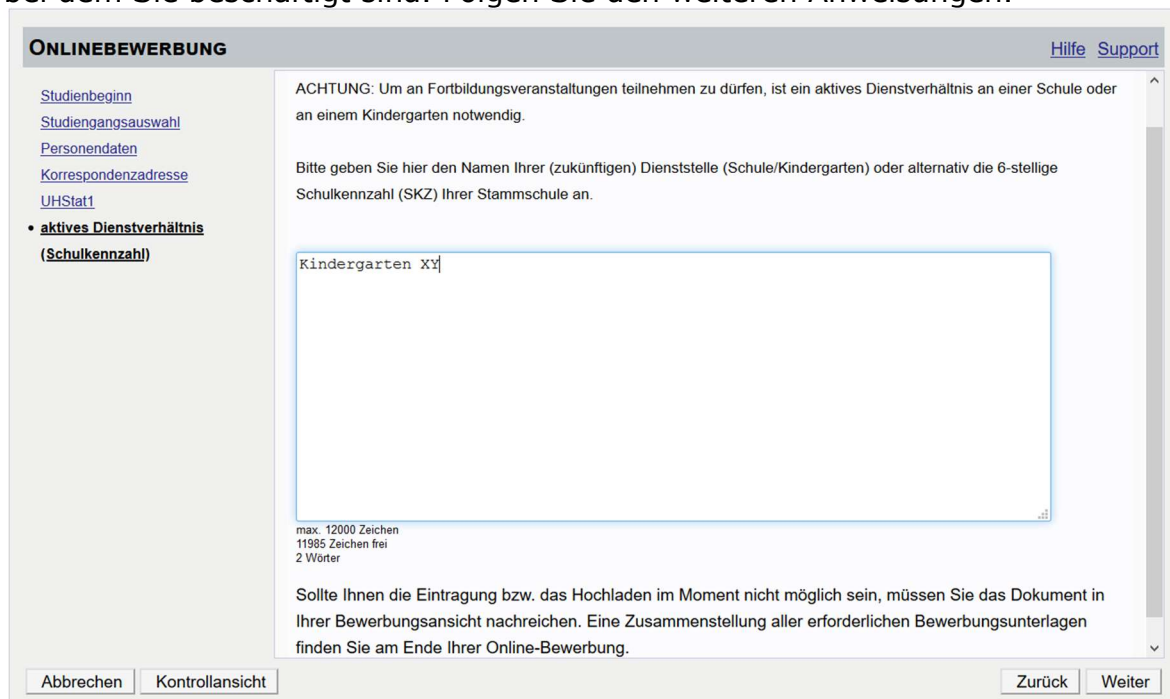 bei dem Sie beschäftigt sind. Folgen Sie den weiteren Anweisungen.
ONLINEBEWERBUNG
Hilfe Support
Studienbeginn
Studiengangsauswahl
Personendaten
Korrespondenzadresse
UHStat1
• aktives Dienstverhältnis
(Schulkennzahl)
ACHTUNG: Um an Fortbildungsveranstaltungen teilnehmen zu dürfen, ist ein aktives Dienstverhältnis an einer Schule oder
an einem Kindergarten notwendig.
Bitte geben Sie hier den Namen Ihrer (zukünftigen) Dienststelle (Schule/Kindergarten) oder alternativ die 6-stellige
Schulkennzahl (SKZ) Ihrer Stammschule an.
Kindergarten XY
max. 12000 Zeichen
11985 Zeichen frei
2 Wörter
Sollte Ihnen die Eintragung bzw. das Hochladen im Moment nicht möglich sein, müssen Sie das Dokument in
Ihrer Bewerbungsansicht nachreichen. Eine Zusammenstellung aller erforderlichen Bewerbungsunterlagen
finden Sie am Ende Ihrer Online-Bewerbung.
Abbrechen Kontrollansicht Zurück Weiter